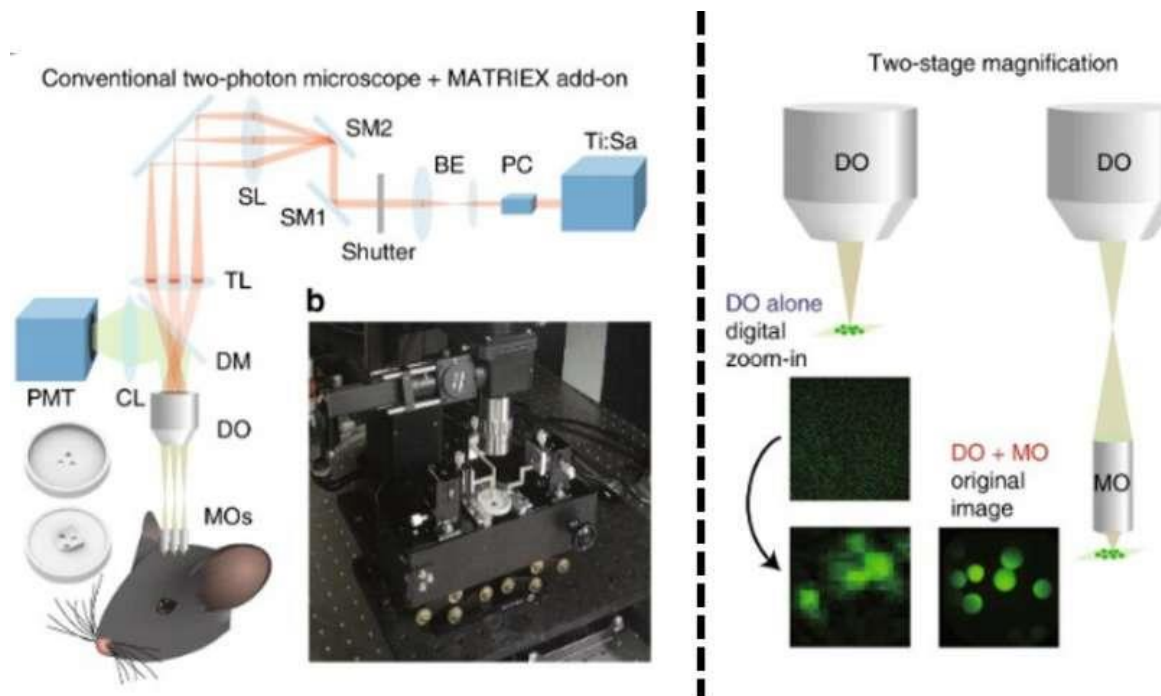 Conventional two-photon microscope + MATRIEX add-on
SM2
Ti:Sa
BE
PC
SL
SM1
Shutter
TL
b
DM
PMT
CL
DO
MOs
Two-stage magnification
DO
DO
DO alone
digital
zoom-in
DO + MO
original
image
MO